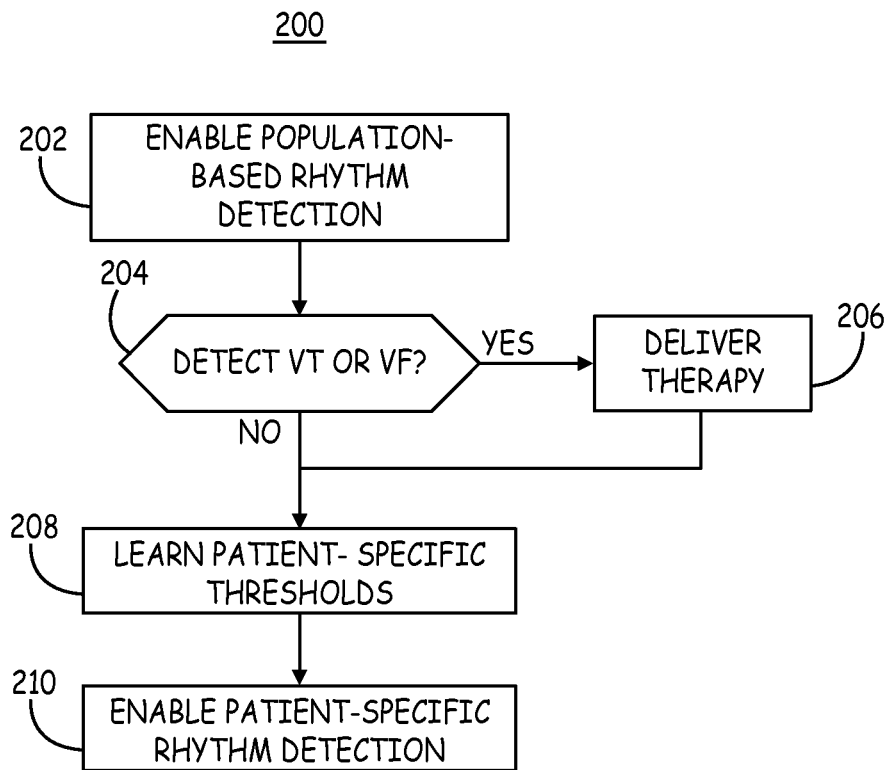 200
202
ENABLE POPULATION-
BASED RHYTHM
DETECTION
204
DETECT VT OR VF?
YES
DELIVER
THERAPY
206
NO
208
LEARN PATIENT- SPECIFIC
THRESHOLDS
210
ENABLE PATIENT-SPECIFIC
RHYTHM DETECTION